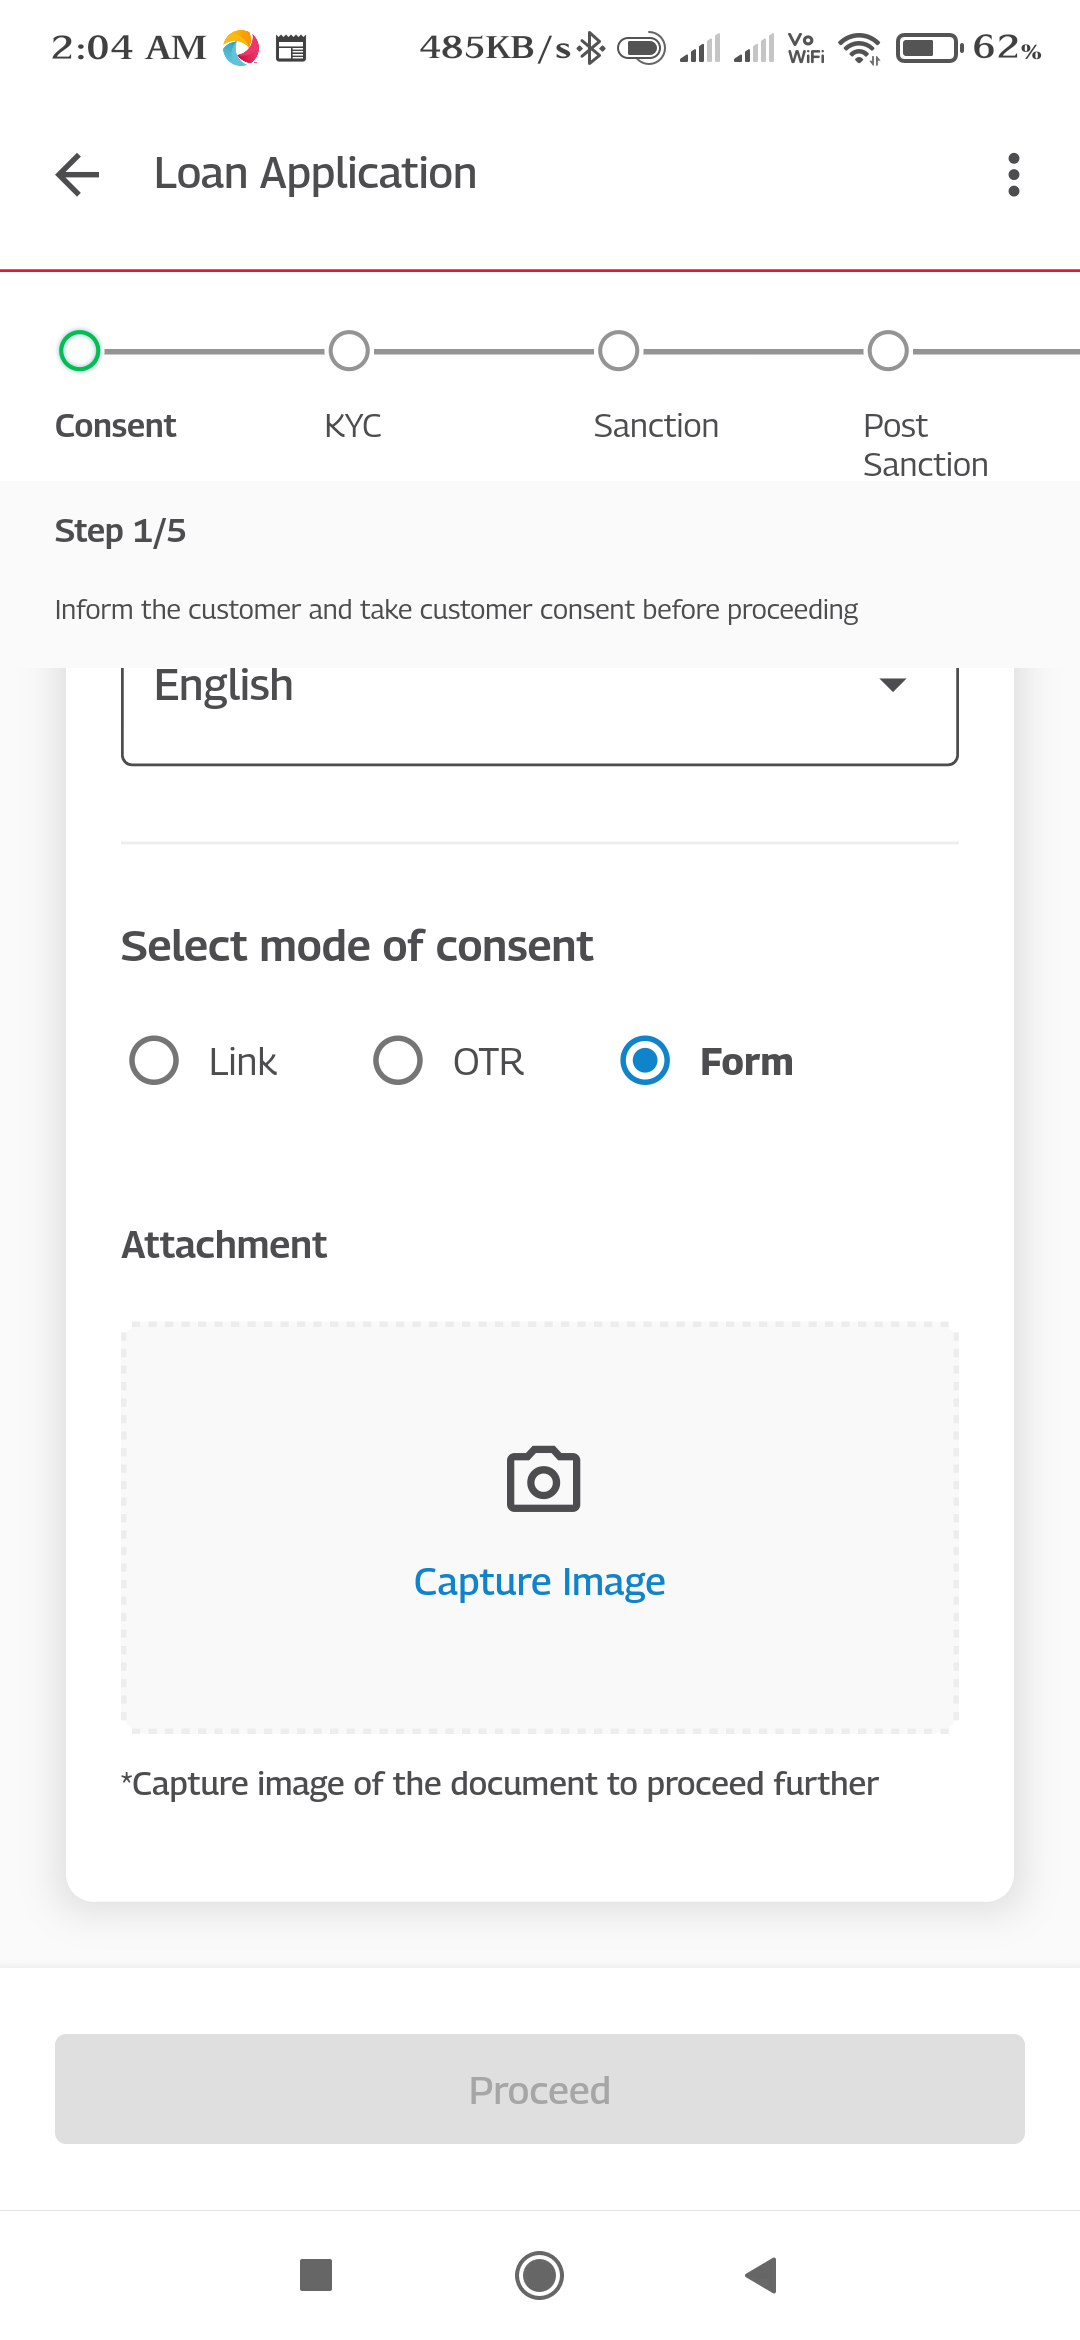 2:04 AM 485KB/s Vo WiFi 62%
Loan Application
Consent KYC Sanction Post Sanction
Step 1/5
Inform the customer and take customer consent before proceeding
English
Select mode of consent
Link OTR Form
Attachment
Capture Image
*Capture image of the document to proceed further
Proceed